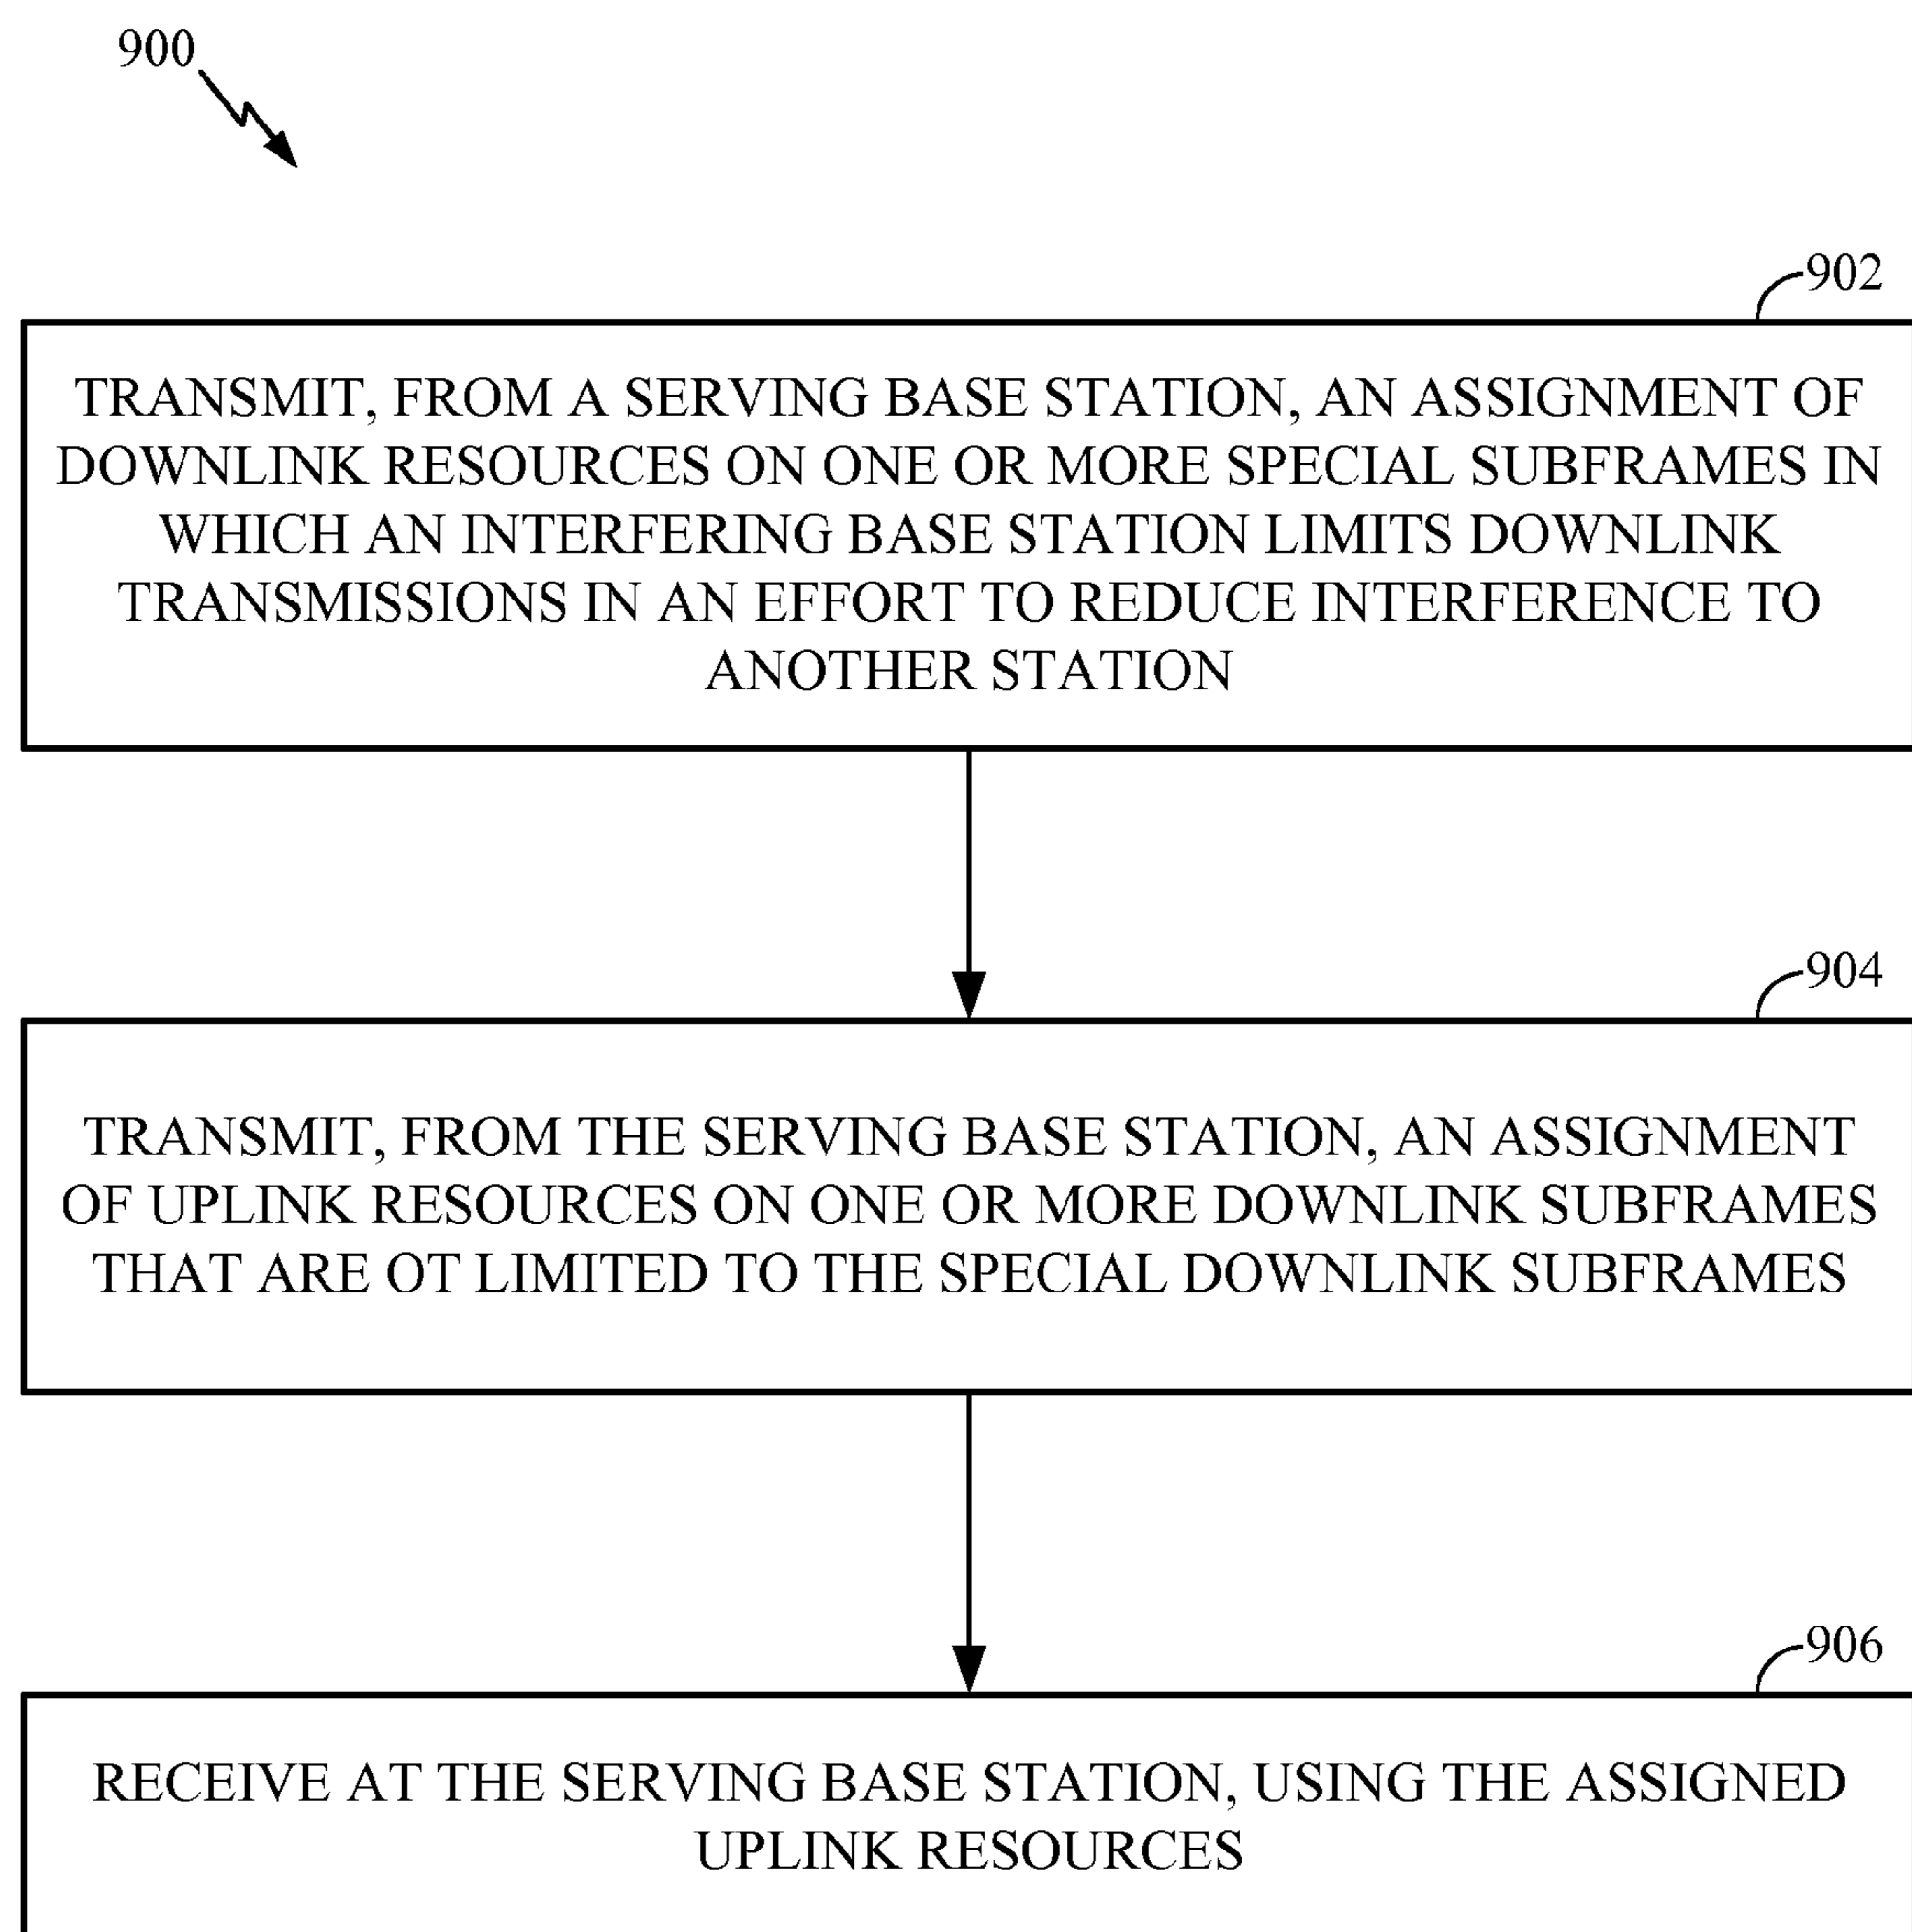 900
902
TRANSMIT, FROM A SERVING BASE STATION, AN ASSIGNMENT OF
DOWNLINK RESOURCES ON ONE OR MORE SPECIAL SUBFRAMES IN
WHICH AN INTERFERING BASE STATION LIMITS DOWNLINK
TRANSMISSIONS IN AN EFFORT TO REDUCE INTERFERENCE TO
ANOTHER STATION
904
TRANSMIT, FROM THE SERVING BASE STATION, AN ASSIGNMENT
OF UPLINK RESOURCES ON ONE OR MORE DOWNLINK SUBFRAMES
THAT ARE OT LIMITED TO THE SPECIAL DOWNLINK SUBFRAMES
906
RECEIVE AT THE SERVING BASE STATION, USING THE ASSIGNED
UPLINK RESOURCES